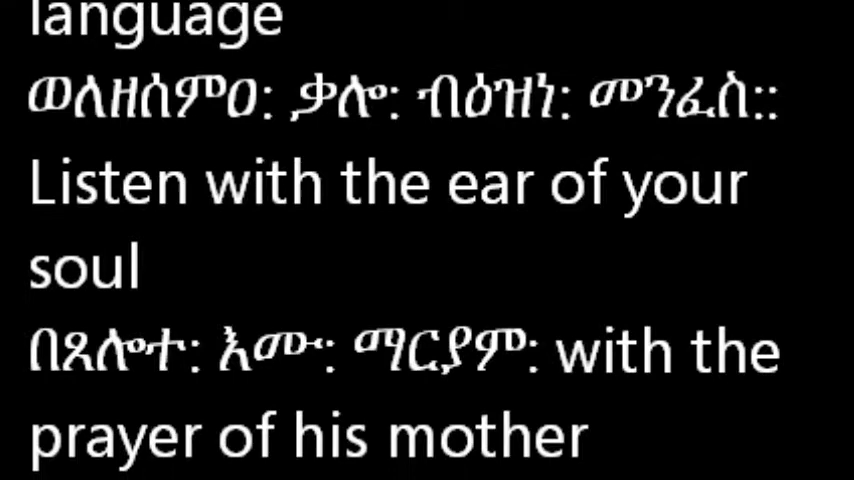 language
ወለዘሰምዐ: ቃሎ: ብዕዝነ: መንፈስ::
Listen with the ear of your
soul
በጸሎተ: እሙ: ማርያም: with the
prayer of his mother